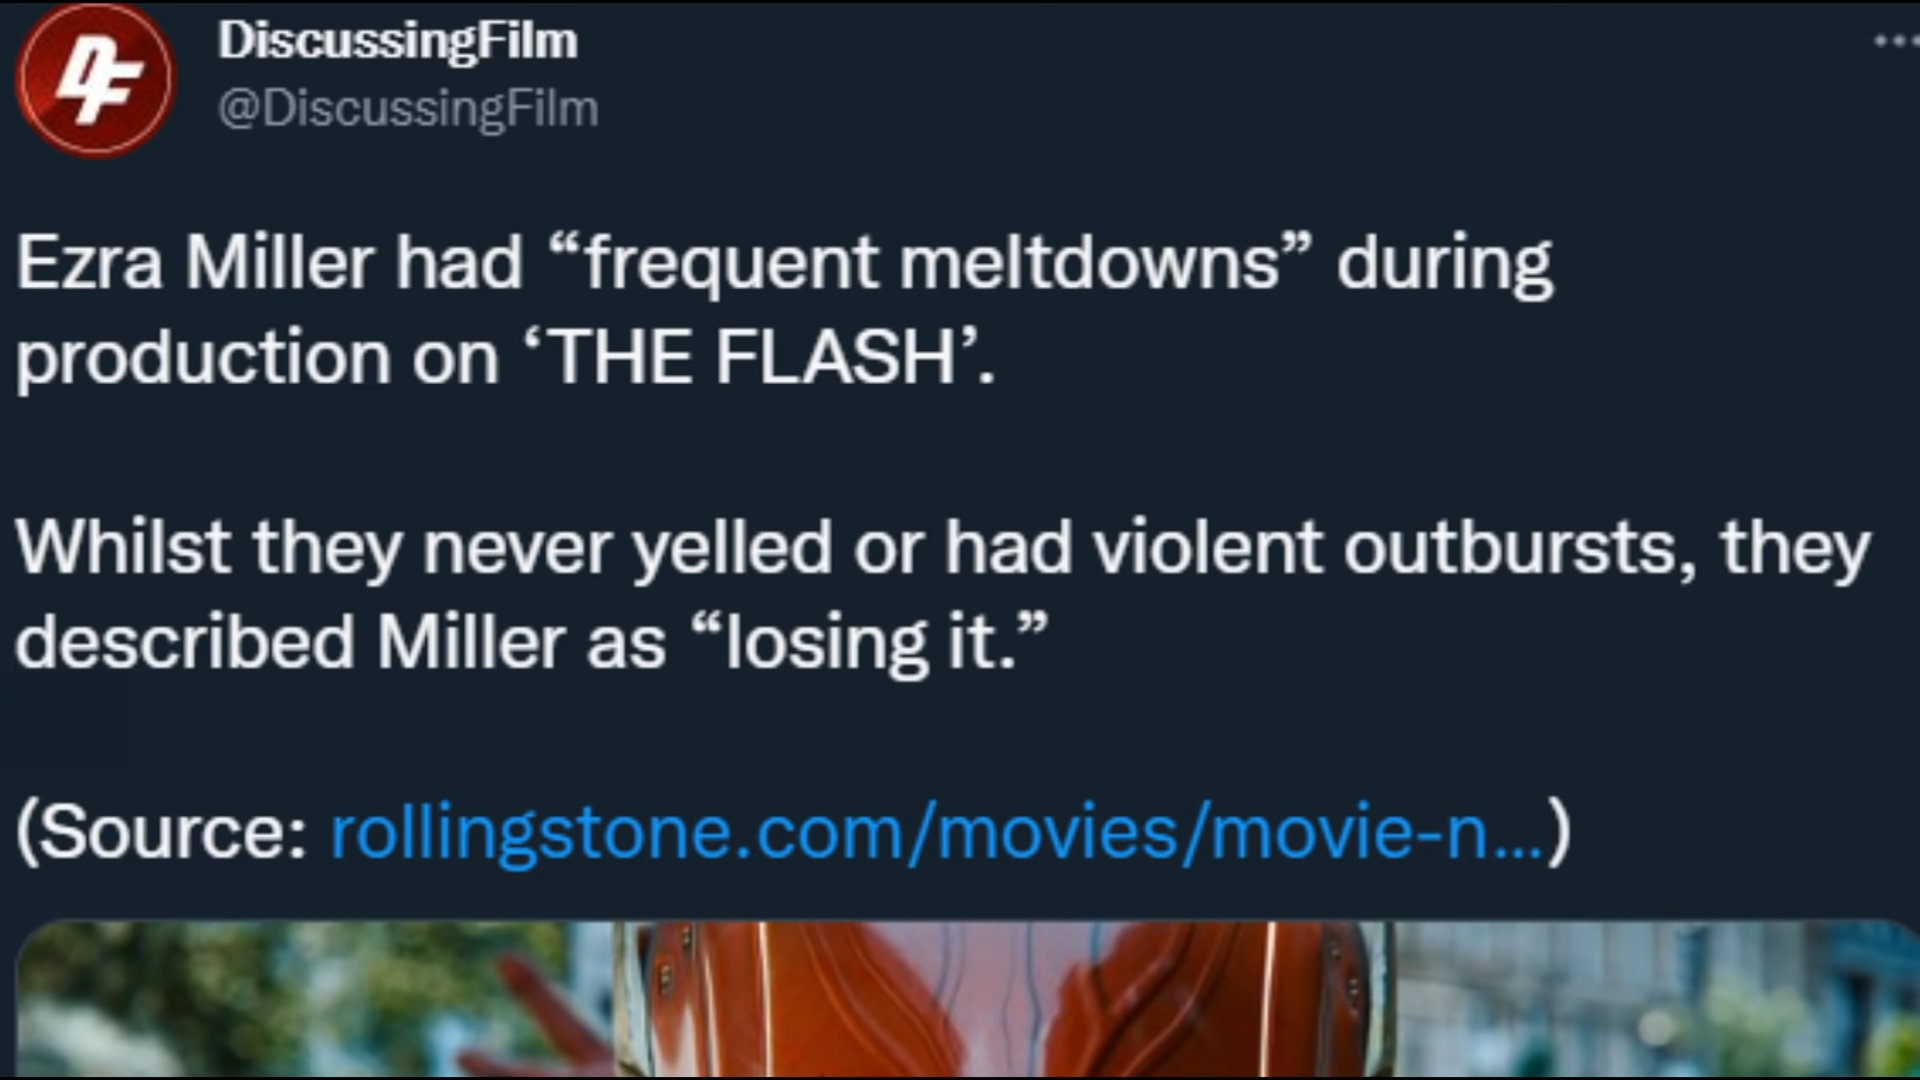 DiscussingFilm
@DiscussingFilm
Ezra Miller had “frequent meltdowns” during
production on ‘THE FLASH’.
Whilst they never yelled or had violent outbursts, they
described Miller as “losing it.”
(Source: rollingstone.com/movies/movie-n...)